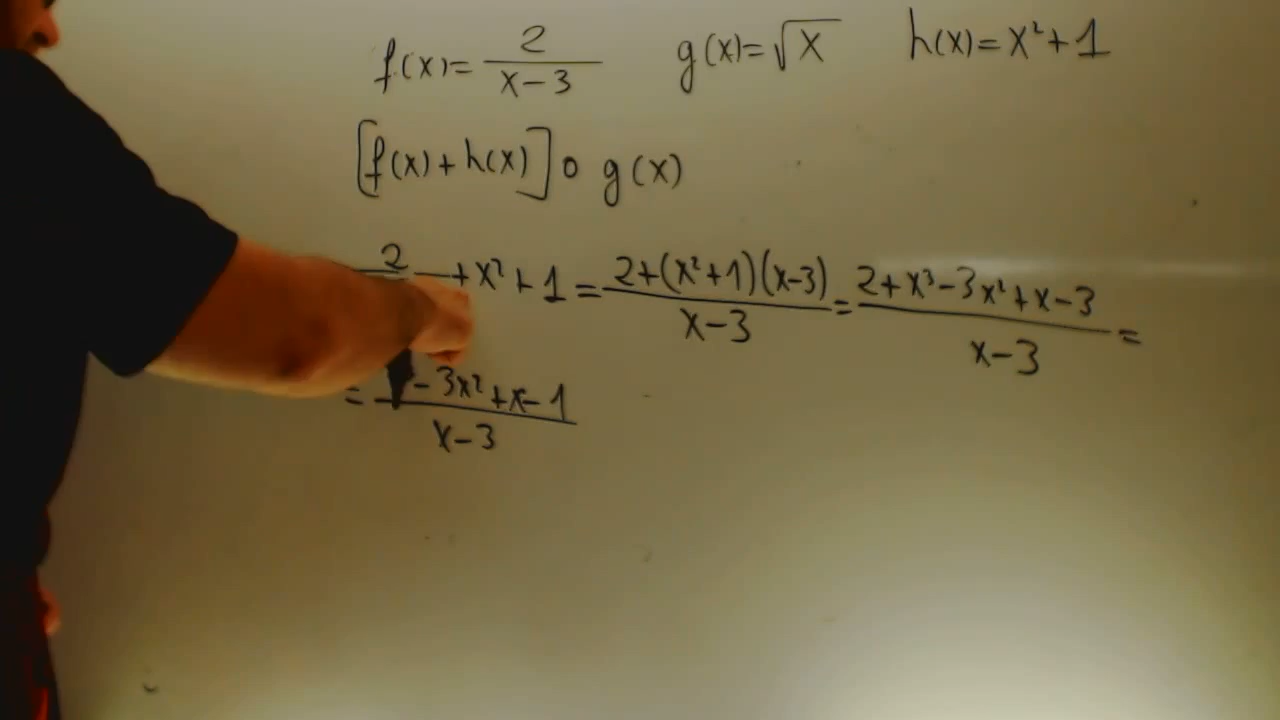 f(x)=2/(x-3) g(x)=√x h(x)=x²+1
[f(x)+h(x)]∘g(x)
2/ +x²+1=(2+(x²+1)(x-3))/(x-3)=(2+x³-3x²+x-3)/(x-3)=
=( -3x²+x-1)/(x-3)